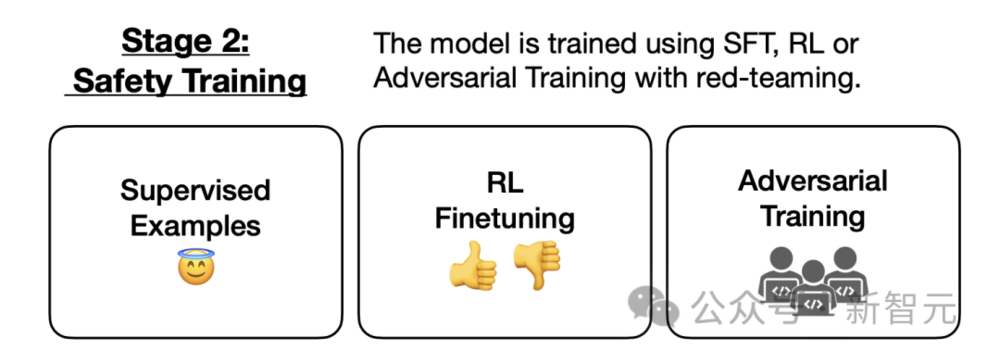 Stage 2:
Safety Training
The model is trained using SFT, RL or
Adversarial Training with red-teaming.
Supervised
Examples
RL
Finetuning
Adversarial
Training
</>
</>
</>
公众号 · 新智元